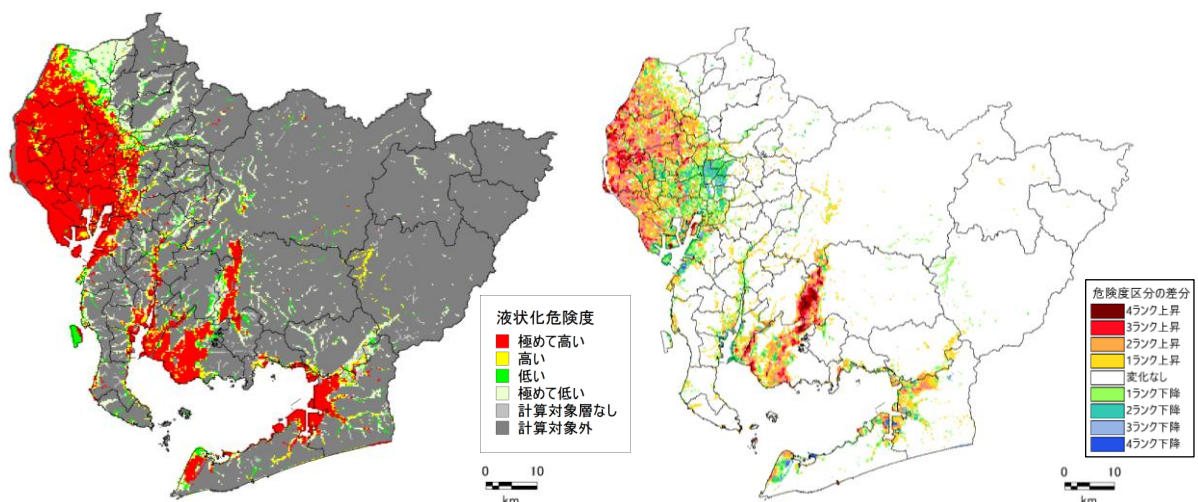 液状化危険度
極めて高い
高い
低い
極めて低い
計算対象層なし
計算対象外
0 10
km
危険度区分の差分
4ランク上昇
3ランク上昇
2ランク上昇
1ランク上昇
変化なし
1ランク下降
2ランク下降
3ランク下降
4ランク下降
0 10
km